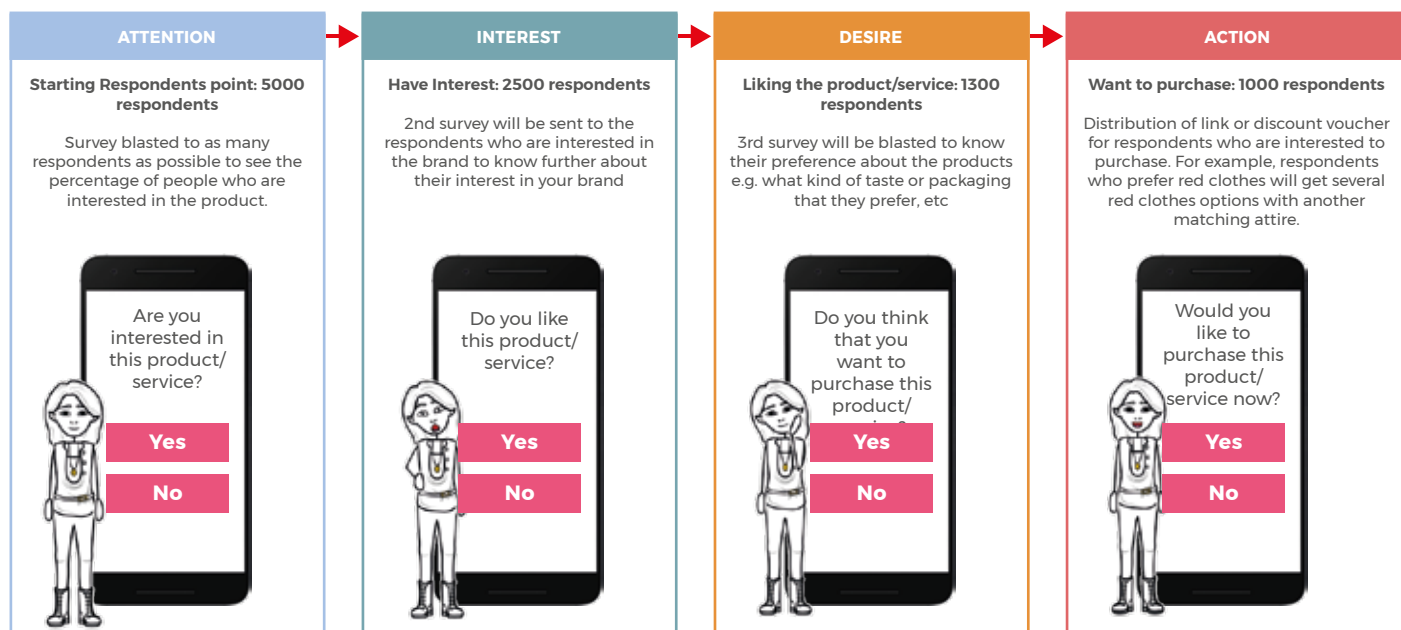 ATTENTION
Starting Respondents point: 5000
respondents
Survey blasted to as many
respondents as possible to see the
percentage of people who are
interested in the product.
Are you
interested in
this product/
service?
Yes
No
INTEREST
Have Interest: 2500 respondents
2nd survey will be sent to the
respondents who are interested in
the brand to know further about
their interest in your brand
Do you like
this product/
service?
Yes
No
DESIRE
Liking the product/service: 1300
respondents
3rd survey will be blasted to know
their preference about the products
e.g. what kind of taste or packaging
that they prefer, etc
Do you think
that you
want to
purchase this
product/
Yes
No
ACTION
Want to purchase: 1000 respondents
Distribution of link or discount voucher
for respondents who are interested to
purchase. For example, respondents
who prefer red clothes will get several
red clothes options with another
matching attire.
Would you
like to
purchase this
product/
service now?
Yes
No